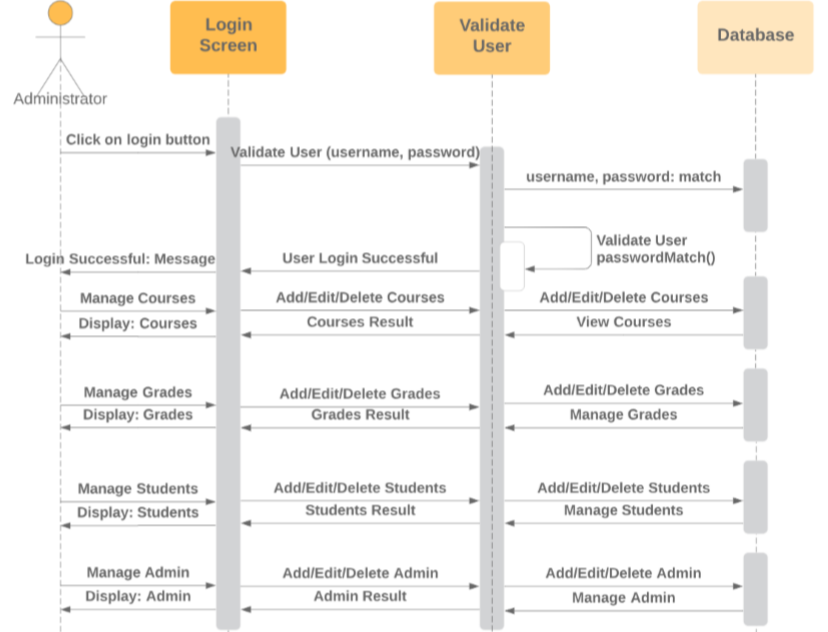 Login
Screen
Validate
User
Database
Administrator
Click on login button
Validate User (username, password)
username, password: match
Validate User
passwordMatch()
Login Successful: Message
User Login Successful
Manage Courses
Add/Edit/Delete Courses
Add/Edit/Delete Courses
Display: Courses
Courses Result
View Courses
Manage Grades
Add/Edit/Delete Grades
Add/Edit/Delete Grades
Display: Grades
Grades Result
Manage Grades
Manage Students
Add/Edit/Delete Students
Add/Edit/Delete Students
Display: Students
Students Result
Manage Students
Manage Admin
Add/Edit/Delete Admin
Add/Edit/Delete Admin
Display: Admin
Admin Result
Manage Admin